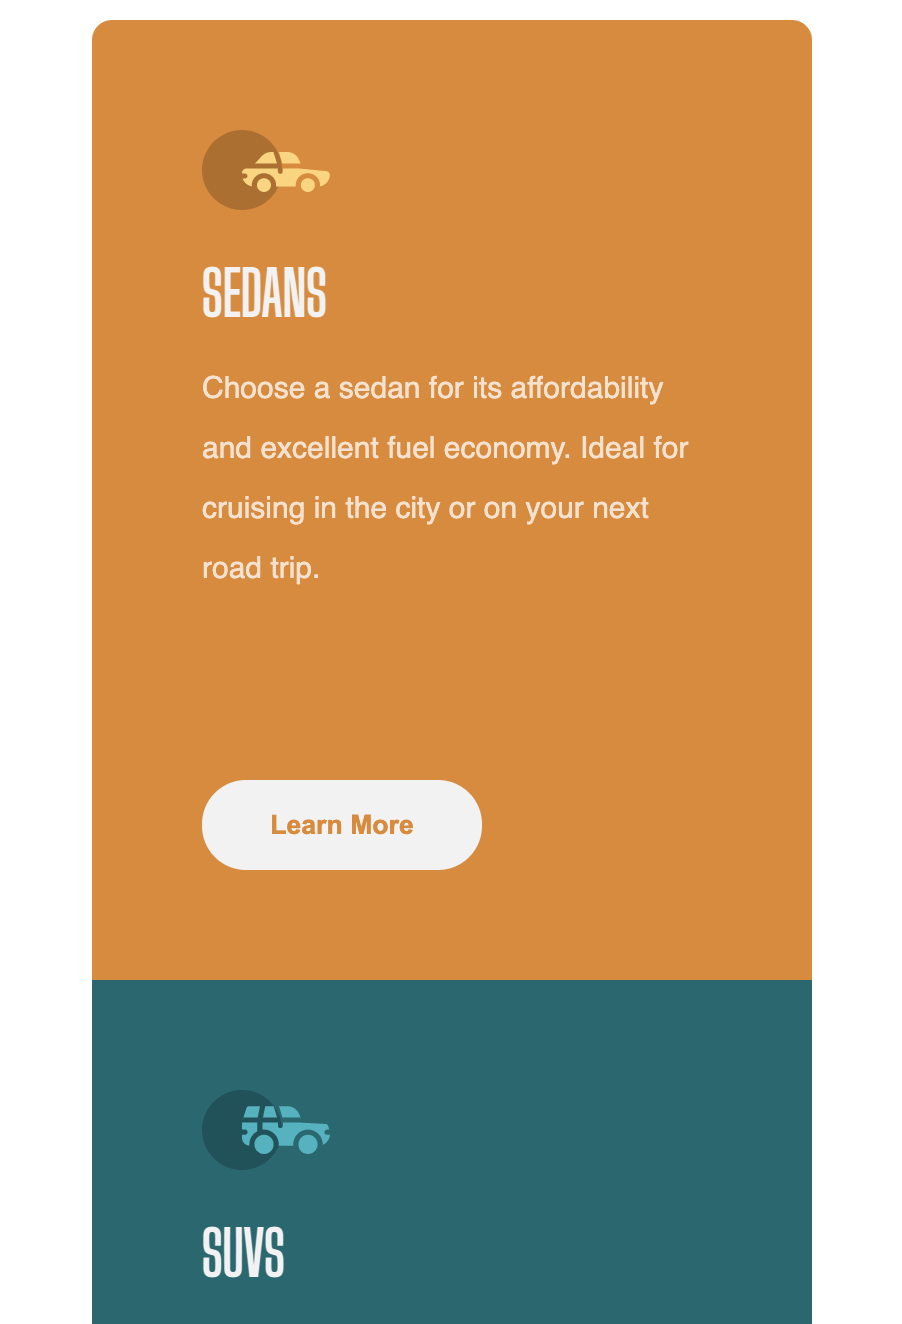 SEDANS
Choose a sedan for its affordability
and excellent fuel economy. Ideal for
cruising in the city or on your next
road trip.
Learn More
SUVS